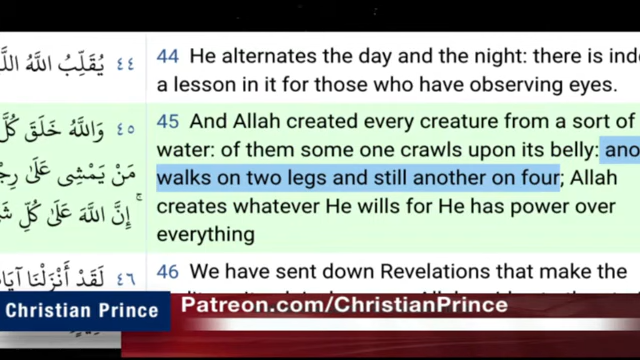 ٤٤ يُقَلِّبُ اللَّهُ
44 He alternates the day and the night: there is
a lesson in it for those who have observing eyes.
٤٥ وَاللَّهُ خَلَقَ كُلَّ
45 And Allah created every creature from a sort of
مَن يَمْشِى عَلَىٰ
water: of them some one crawls upon its belly:
إِنَّ اللَّهَ عَلَىٰ كُلِّ
walks on two legs and still another on four; Allah
creates whatever He wills for He has power over
everything
٤٦ لَقَدْ أَنْزَلْنَا
46 We have sent down Revelations that make the
Christian Prince
Patreon.com/ChristianPrince